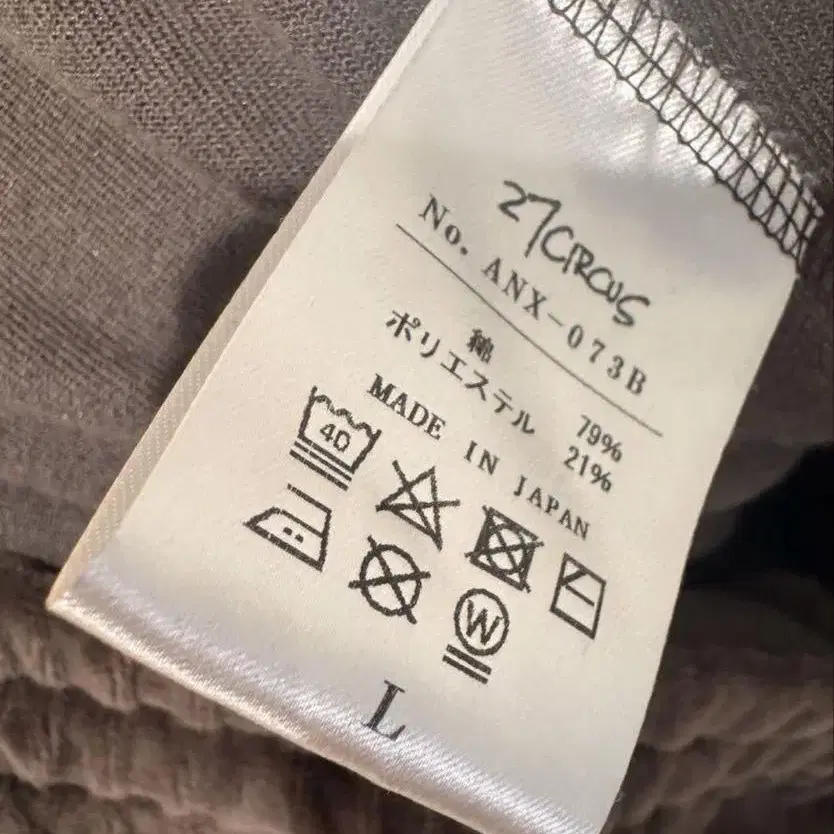 27CIRCUS
No. ANX-073B
綿 79%
ポリエステル 21%
MADE IN JAPAN
40
W
L